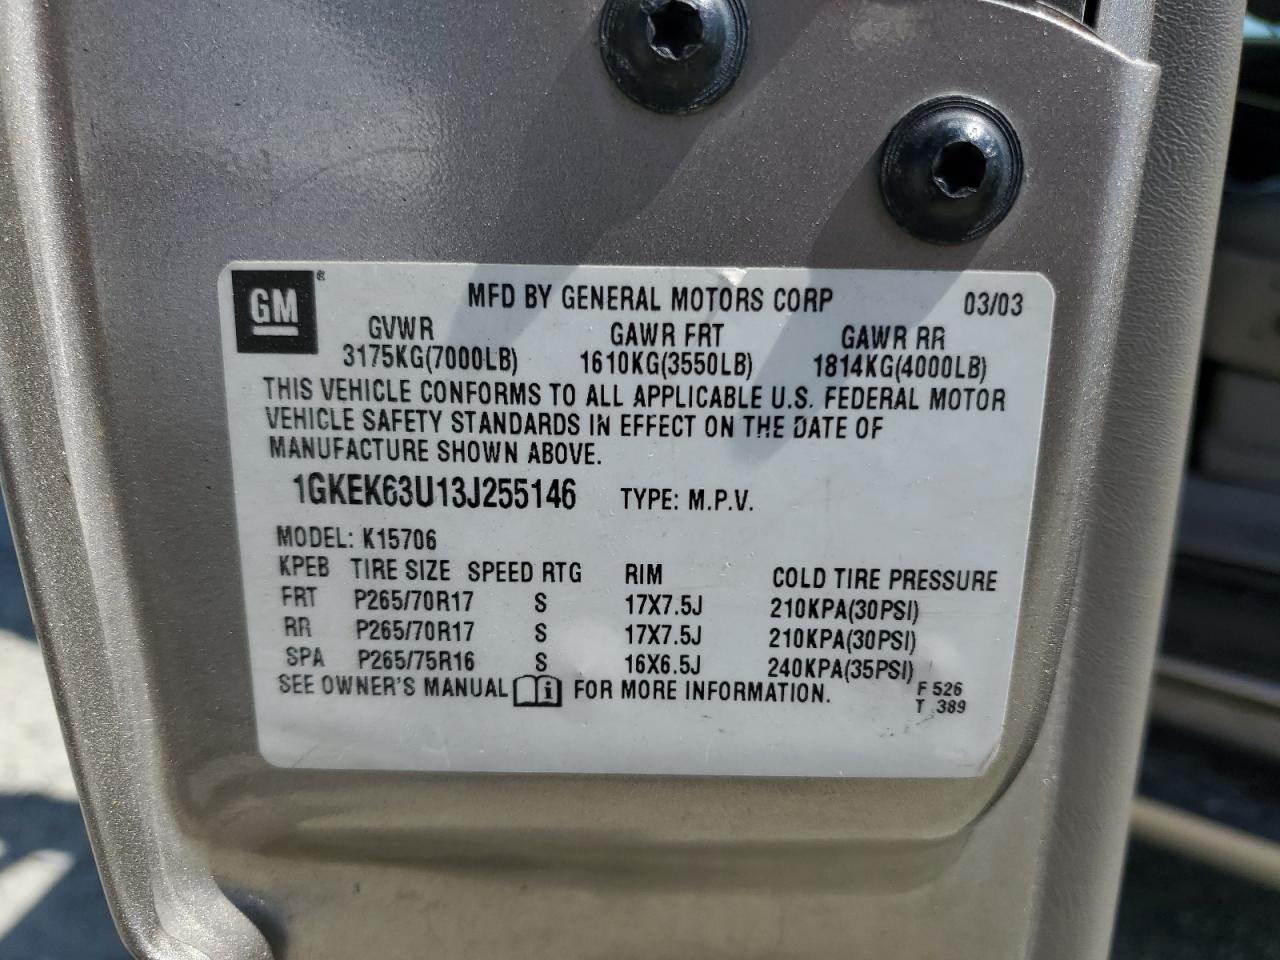 GM®
MFD BY GENERAL MOTORS CORP 03/03
GVWR GAWR FRT GAWR RR
3175KG(7000LB) 1610KG(3550LB) 1814KG(4000LB)
THIS VEHICLE CONFORMS TO ALL APPLICABLE U.S. FEDERAL MOTOR
VEHICLE SAFETY STANDARDS IN EFFECT ON THE DATE OF
MANUFACTURE SHOWN ABOVE.
1GKEK63U13J255146 TYPE: M.P.V.
MODEL: K15706
KPEB TIRE SIZE SPEED RTG RIM COLD TIRE PRESSURE
FRT P265/70R17 S 17X7.5J 210KPA(30PSI)
RR P265/70R17 S 17X7.5J 210KPA(30PSI)
SPA P265/75R16 S 16X6.5J 240KPA(35PSI)
SEE OWNER'S MANUAL i FOR MORE INFORMATION.
F 526
T 389